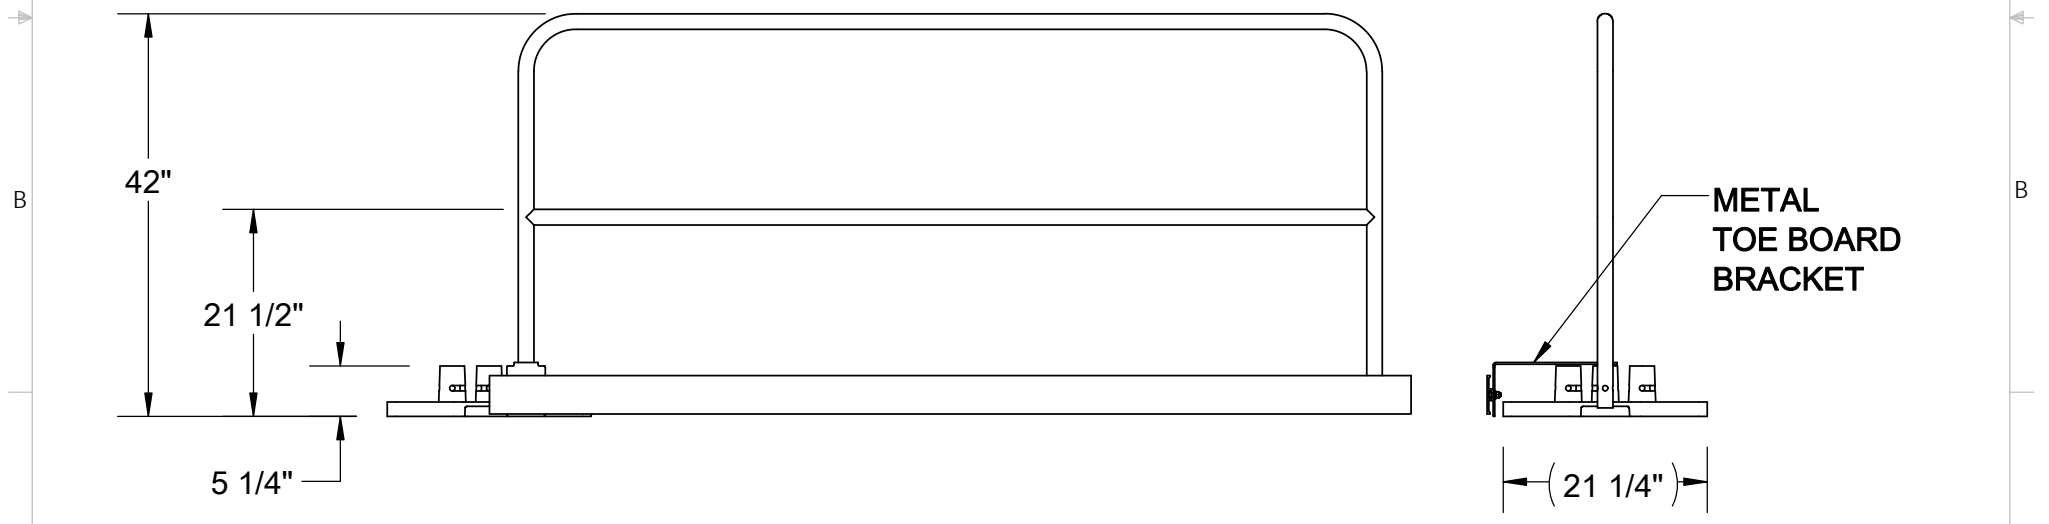 42"
B
B
METAL
TOE BOARD
BRACKET
21 1/2"
5 1/4"
(21 1/4")